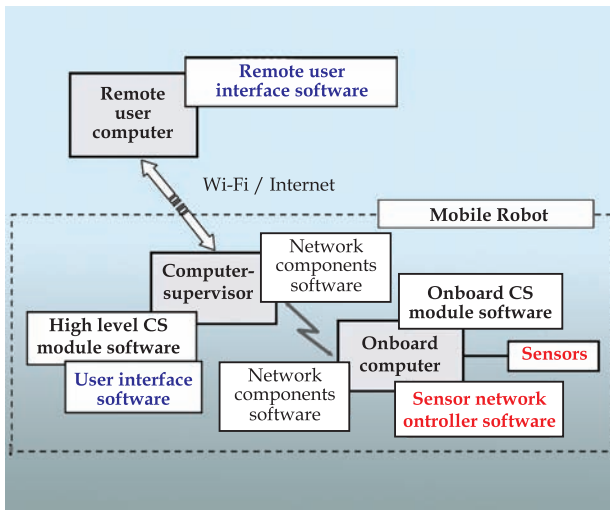 Remote user
interface software
Remote
user
computer
Wi-Fi / Internet
Mobile Robot
Network
components
software
Computer-
supervisor
Onboard CS
module software
High level CS
module software
Onboard
computer
Sensors
User interface
software
Network
components
software
Sensor network
ontroller software